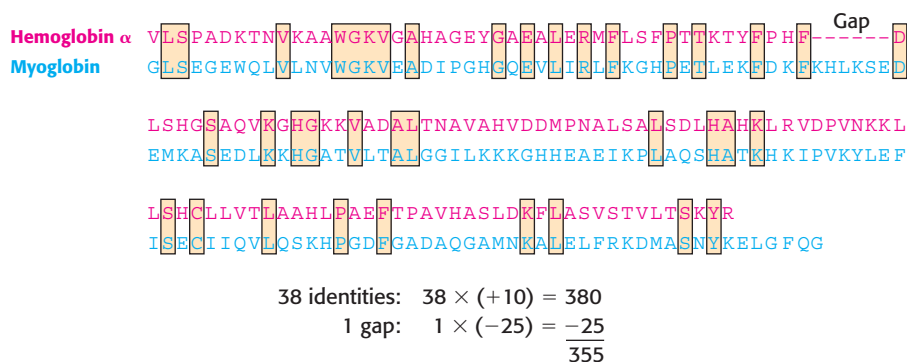 Gap
Hemoglobin α VLSPADKTNVKAAWGKVGAHAGEYGAEALERMFLSFPTTKTYFPHF------D
Myoglobin GLSEGEWQLVLNVWGKVEADIPGHGQEVLIRLFKGHPETLEKFDKFKHLKSED
LSHGSAQVKGHGKKVADALTNAVAHVDDMPNALSALSDLHAHKLRVDPVNKKL
EMKASEDLKKHGATVLTALGGILKKKGHHEAEIKPLAQSHATKHKIPVKYLEF
LSHCLLVTLAAHLPAEFTPAVHASLDKFLASVSTVLTSKYR
ISECIIQVLQSKHPGDFGADAQGAMNKALELFRKDMASNYKELGFQG
38 identities: 38 × (+10) = 380
1 gap: 1 × (−25) = −25
355